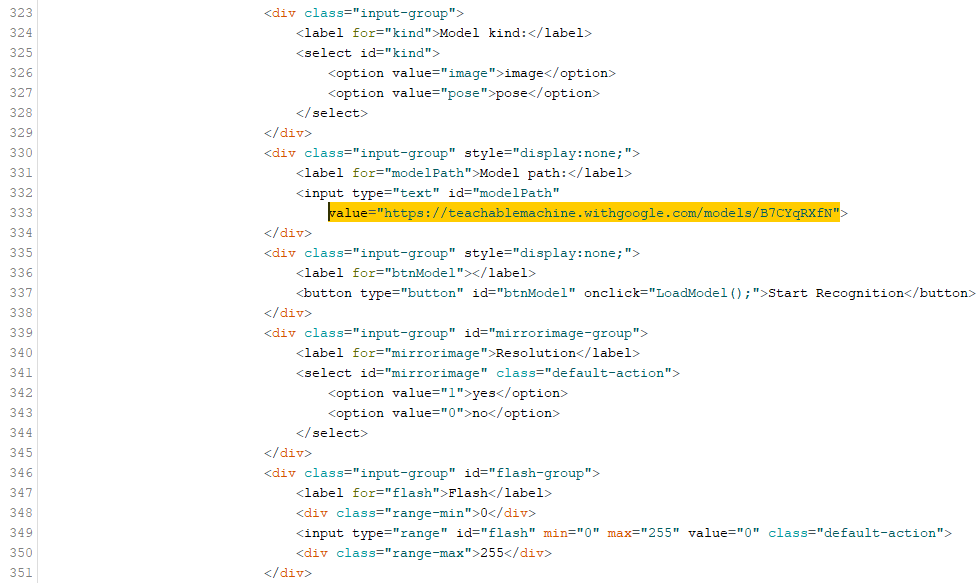 323 <div class="input-group">
324 <label for="kind">Model kind:</label>
325 <select id="kind">
326 <option value="image">image</option>
327 <option value="pose">pose</option>
328 </select>
329 </div>
330 <div class="input-group" style="display:none;">
331 <label for="modelPath">Model path:</label>
332 <input type="text" id="modelPath"
333 value="https://teachablemachine.withgoogle.com/models/B7CYqRXfN">
334 </div>
335 <div class="input-group" style="display:none;">
336 <label for="btnModel"></label>
337 <button type="button" id="btnModel" onclick="LoadModel();">Start Recognition</button>
338 </div>
339 <div class="input-group" id="mirrorimage-group">
340 <label for="mirrorimage">Resolution</label>
341 <select id="mirrorimage" class="default-action">
342 <option value="1">yes</option>
343 <option value="0">no</option>
344 </select>
345 </div>
346 <div class="input-group" id="flash-group">
347 <label for="flash">Flash</label>
348 <div class="range-min">0</div>
349 <input type="range" id="flash" min="0" max="255" value="0" class="default-action">
350 <div class="range-max">255</div>
351 </div>